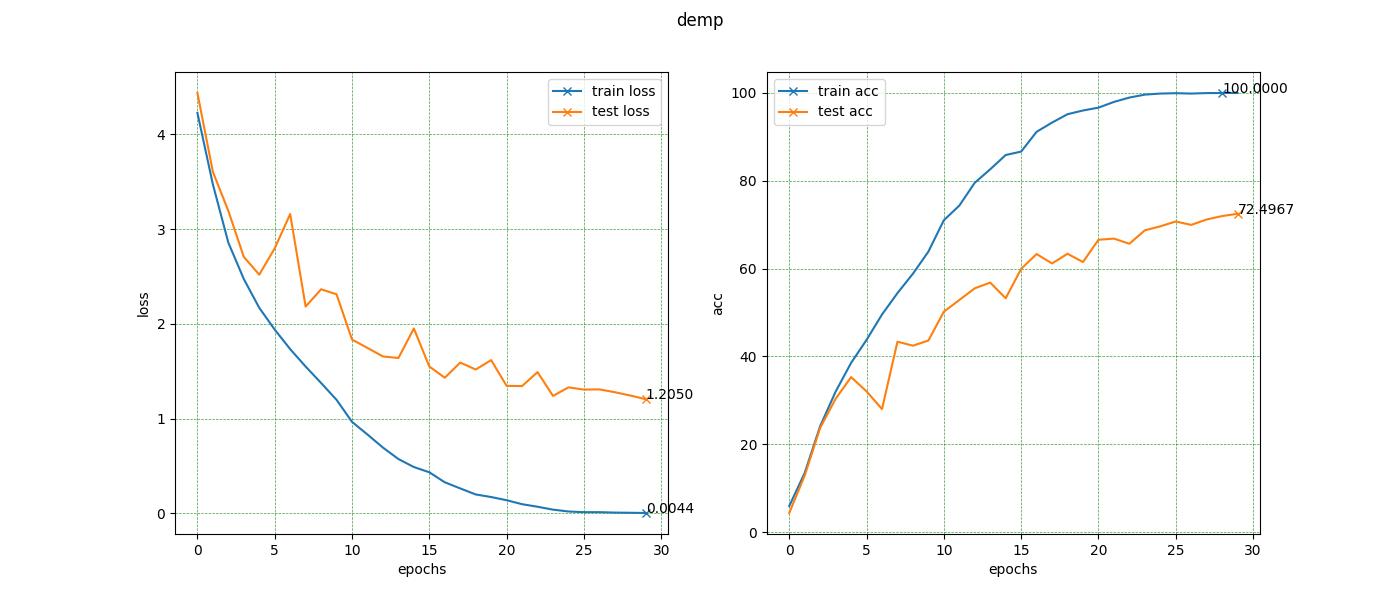 demp
train loss
test loss
4
3
2
1
0
loss
1.2050
0.0044
0 5 10 15 20 25 30
epochs
train acc
test acc
100
80
60
40
20
0
acc
100.0000
72.4967
0 5 10 15 20 25 30
epochs